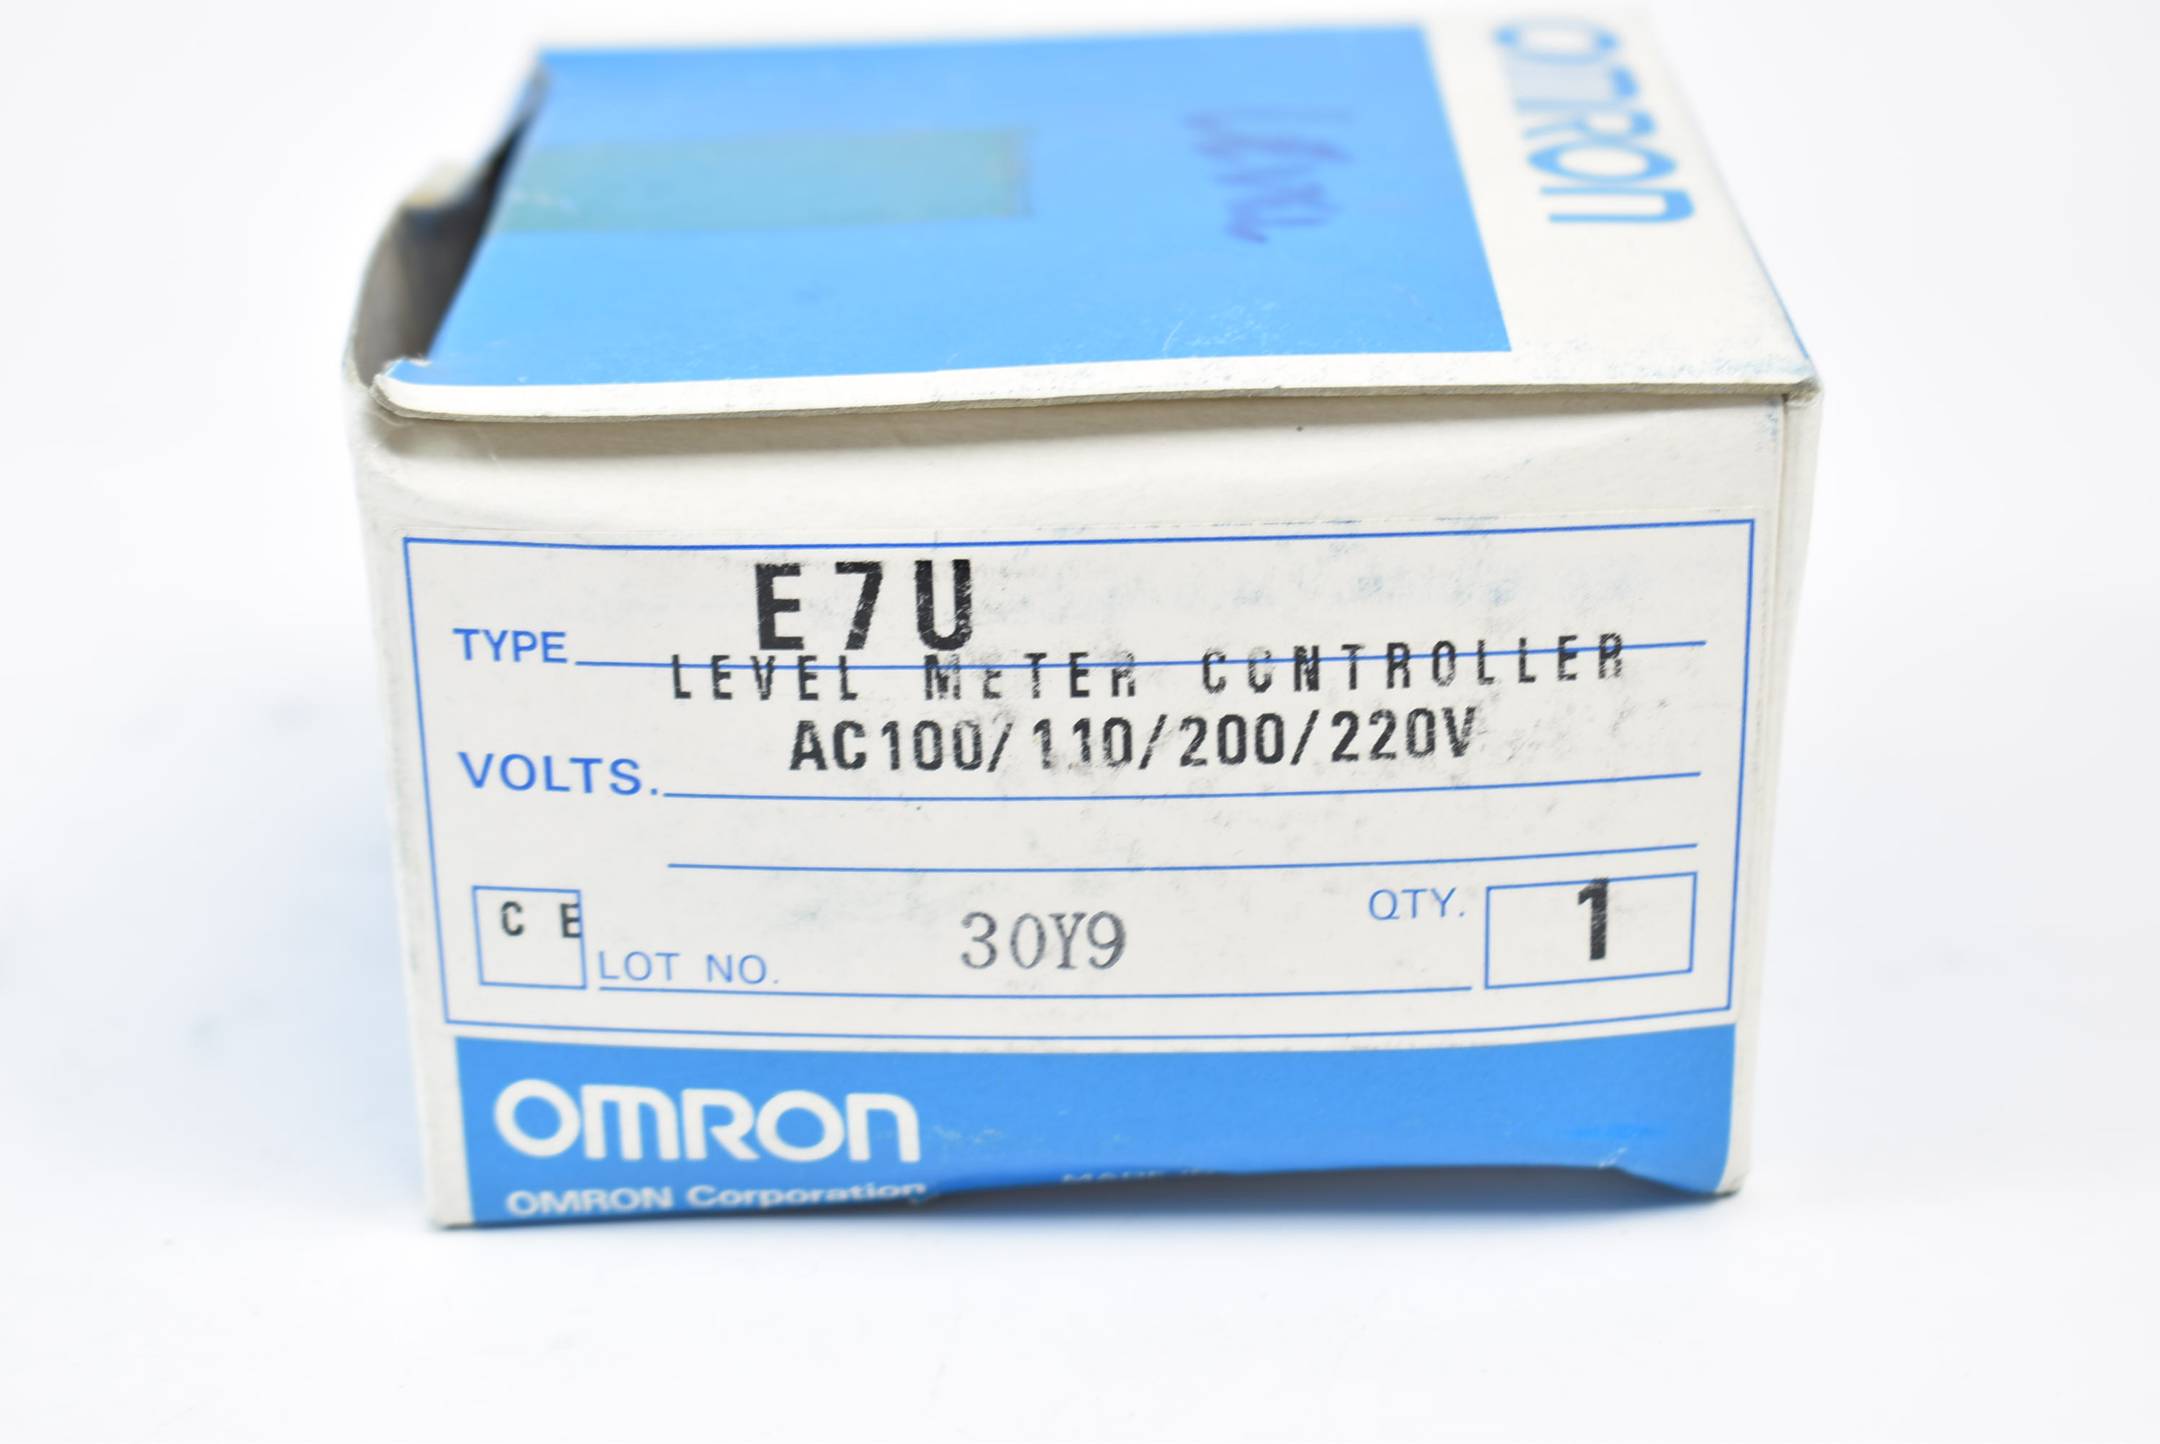 OMRON
TYPE E7U
LEVEL METER CONTROLLER
VOLTS. AC100/110/200/220V
CE
LOT NO. 30Y9
QTY. 1
OMRON
OMRON Corporation